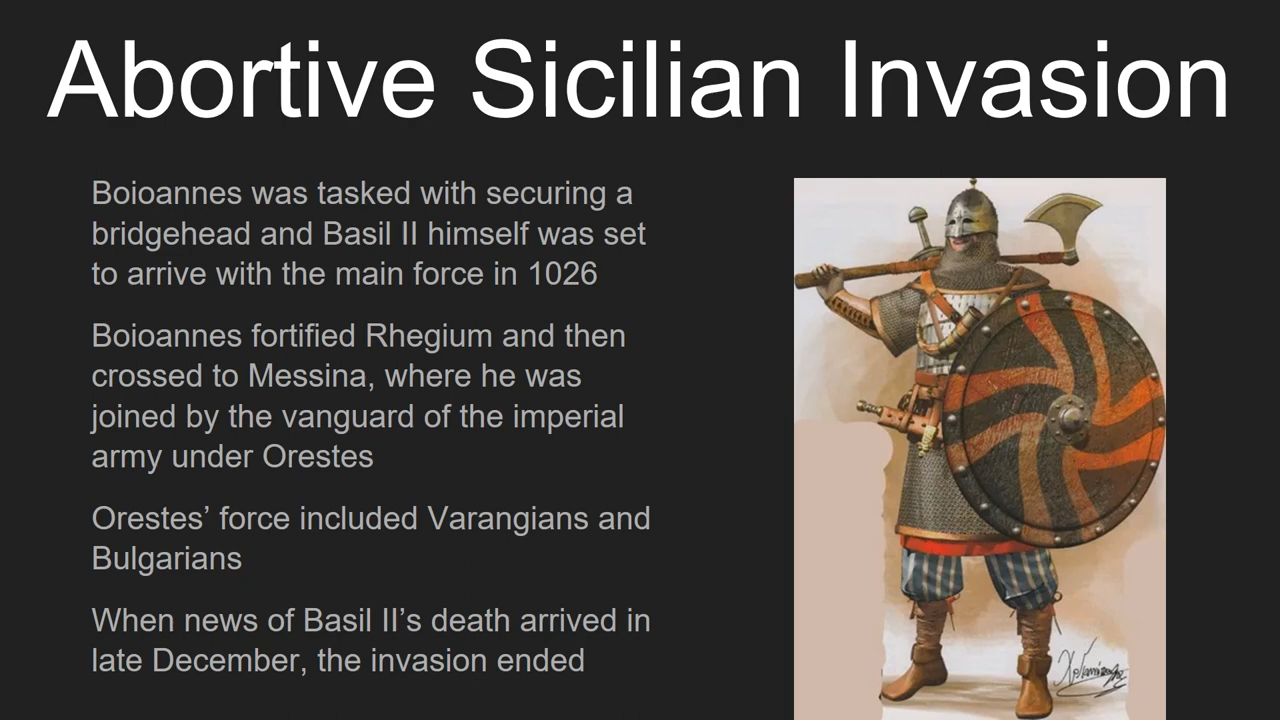 Abortive Sicilian Invasion
Boioannes was tasked with securing a
bridgehead and Basil II himself was set
to arrive with the main force in 1026
Boioannes fortified Rhegium and then
crossed to Messina, where he was
joined by the vanguard of the imperial
army under Orestes
Orestes’ force included Varangians and
Bulgarians
When news of Basil II’s death arrived in
late December, the invasion ended